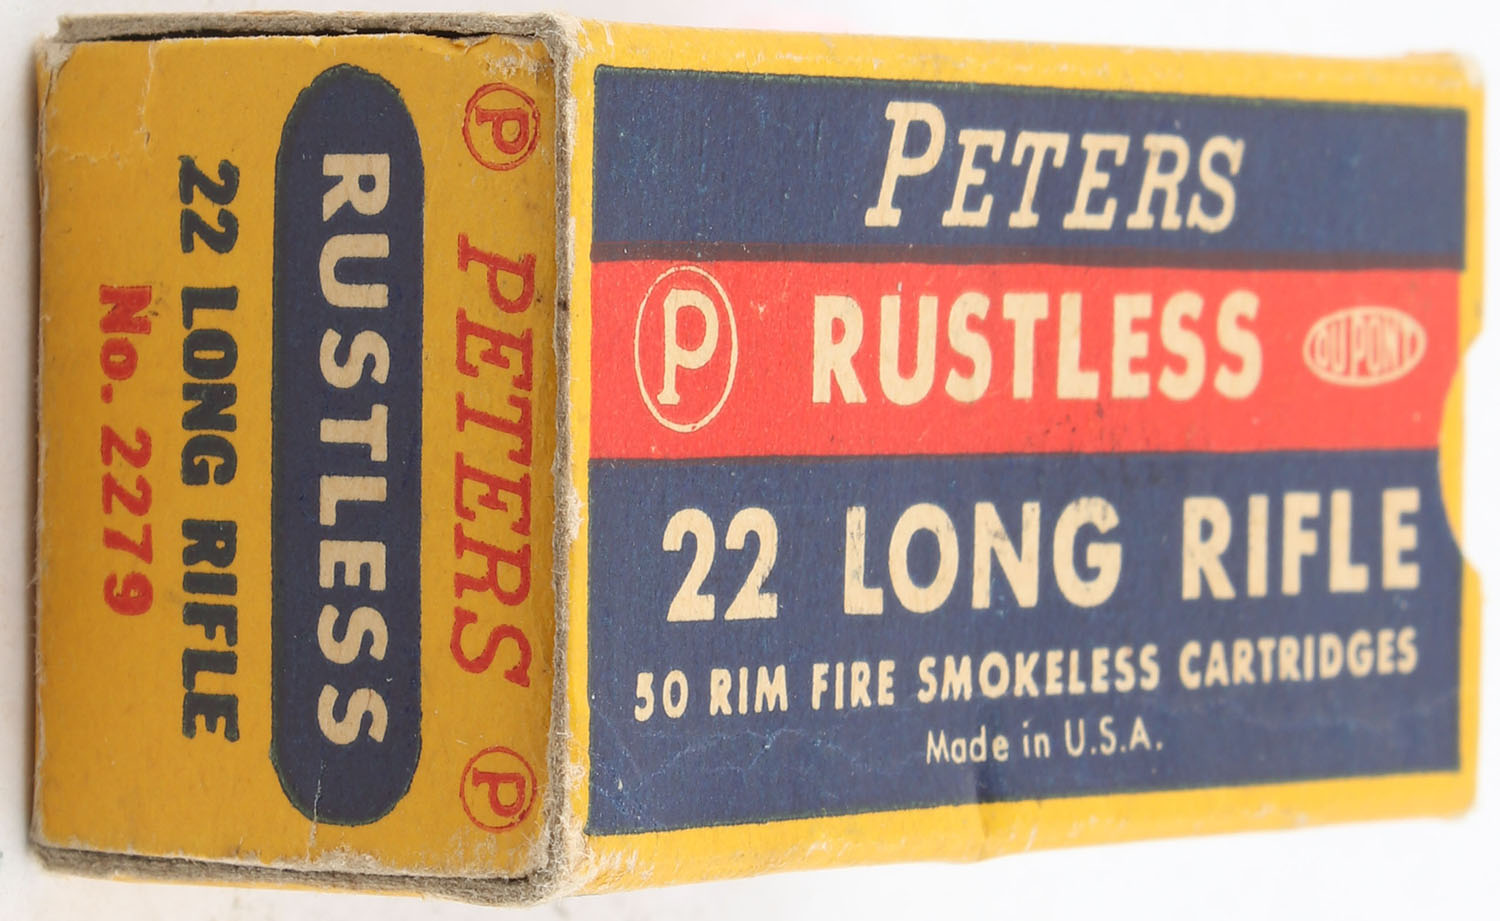 PETERS
P RUSTLESS DU PONT
22 LONG RIFLE
50 RIM FIRE SMOKELESS CARTRIDGES
Made in U.S.A.
P PETERS P
RUSTLESS
22 LONG RIFLE
No. 2279